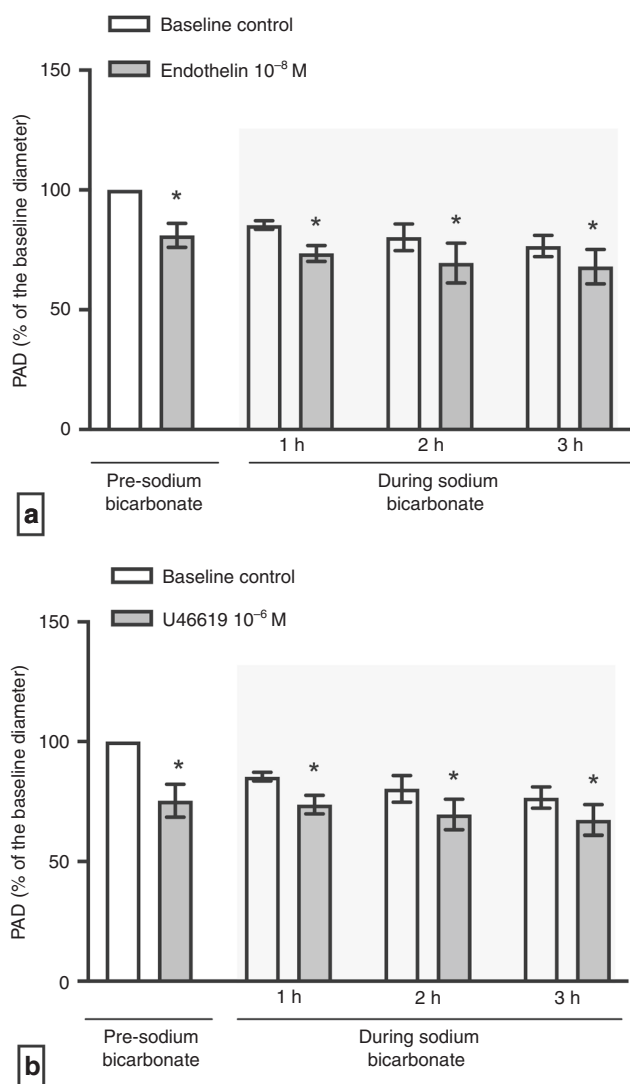 Baseline control
Endothelin 10⁻⁸ M
150
100
50
0
PAD (% of the baseline diameter)
*
*
*
*
1 h
2 h
3 h
Pre-sodium
bicarbonate
During sodium
bicarbonate
a
Baseline control
U46619 10⁻⁶ M
150
100
50
0
PAD (% of the baseline diameter)
*
*
*
*
1 h
2 h
3 h
Pre-sodium
bicarbonate
During sodium
bicarbonate
b